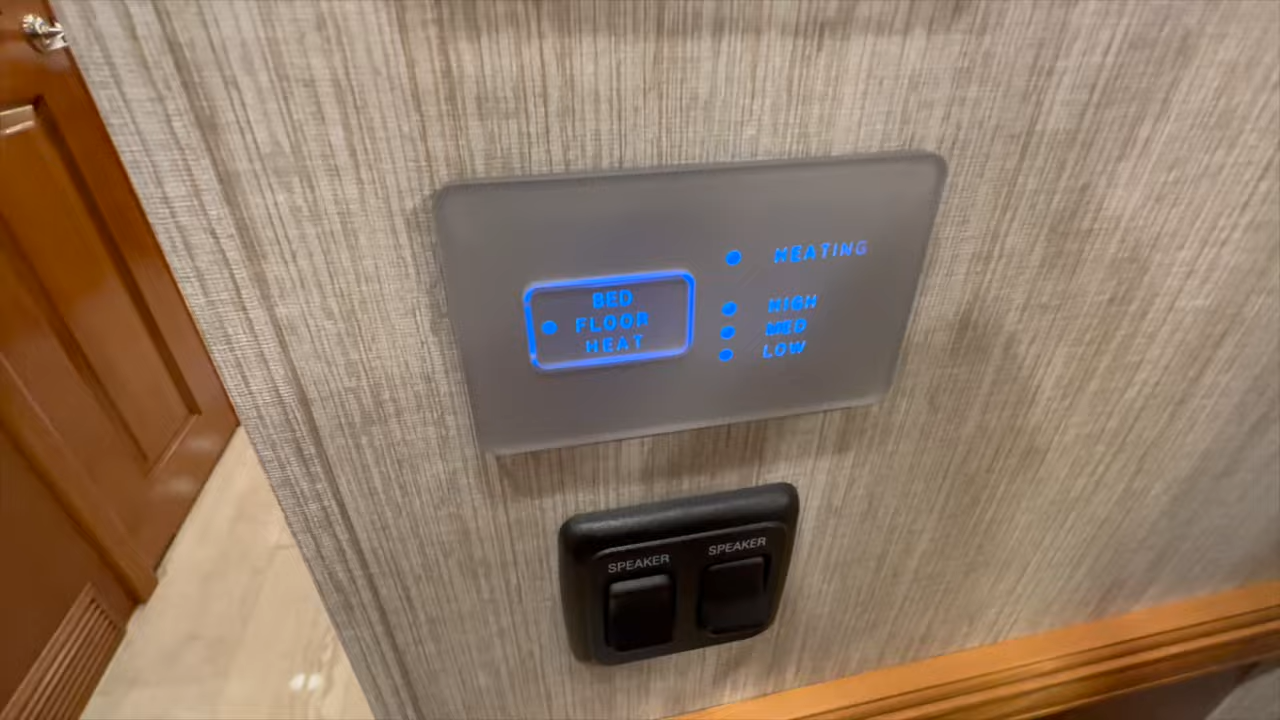 BED
FLOOR
HEAT
HEATING
HIGH
MED
LOW
SPEAKER
SPEAKER